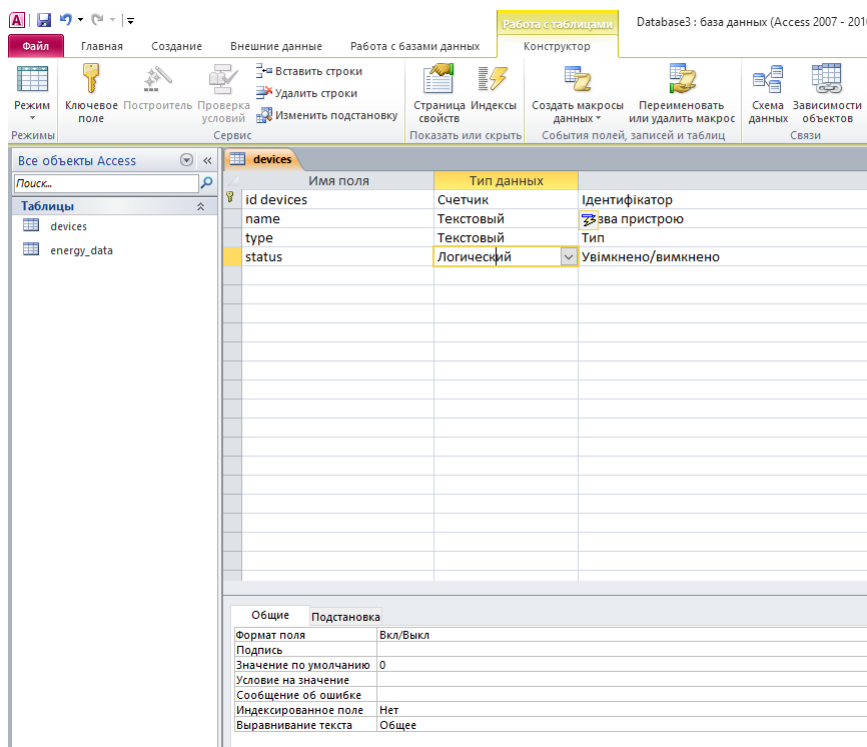 Работа с таблицами
Database3 : база данных (Access 2007 - 201
Файл Главная Создание Внешние данные Работа с базами данных Конструктор
Режим
Ключевое поле
Построитель
Проверка условий
Вставить строки
Удалить строки
Изменить подстановку
Страница свойств
Индексы
Создать макросы данных
Переименовать или удалить макрос
Схема данных
Зависимости объектов
Режимы Сервис Показать или скрыть События полей, записей и таблиц Связи
Все объекты Access
Поиск...
Таблицы
devices
energy_data
devices
Имя поля Тип данных
id devices Счетчик Ідентифікатор
name Текстовый зва пристрою
type Текстовый Тип
status Логический Увімкнено/вимкнено
Общие Подстановка
Формат поля Вкл/Выкл
Подпись
Значение по умолчанию 0
Условие на значение
Сообщение об ошибке
Индексированное поле Нет
Выравнивание текста Общее